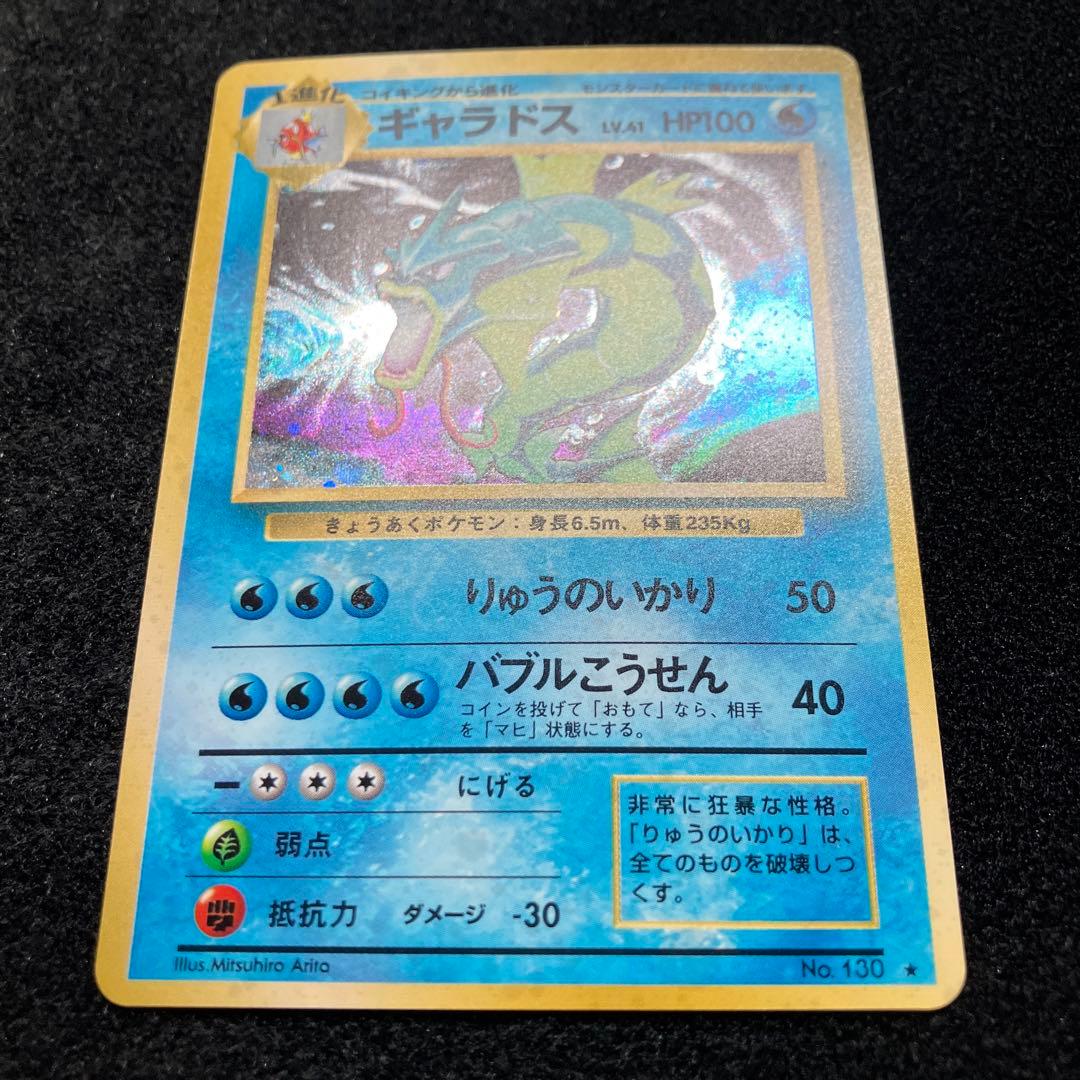 1進化 コイキングから進化 モンスターカードに重ねて使います
ギャラドス LV.41 HP100
きょうあくポケモン：身長6.5m、体重235Kg
りゅうのいかり 50
バブルこうせん 40
コインを投げて「おもて」なら、相手
を「マヒ」状態にする。
にげる
弱点
抵抗力 ダメージ -30
非常に狂暴な性格。
「りゅうのいかり」は、
全てのものを破壊しつ
くす。
Illus.Mitsuhiro Arita
No. 130 ★